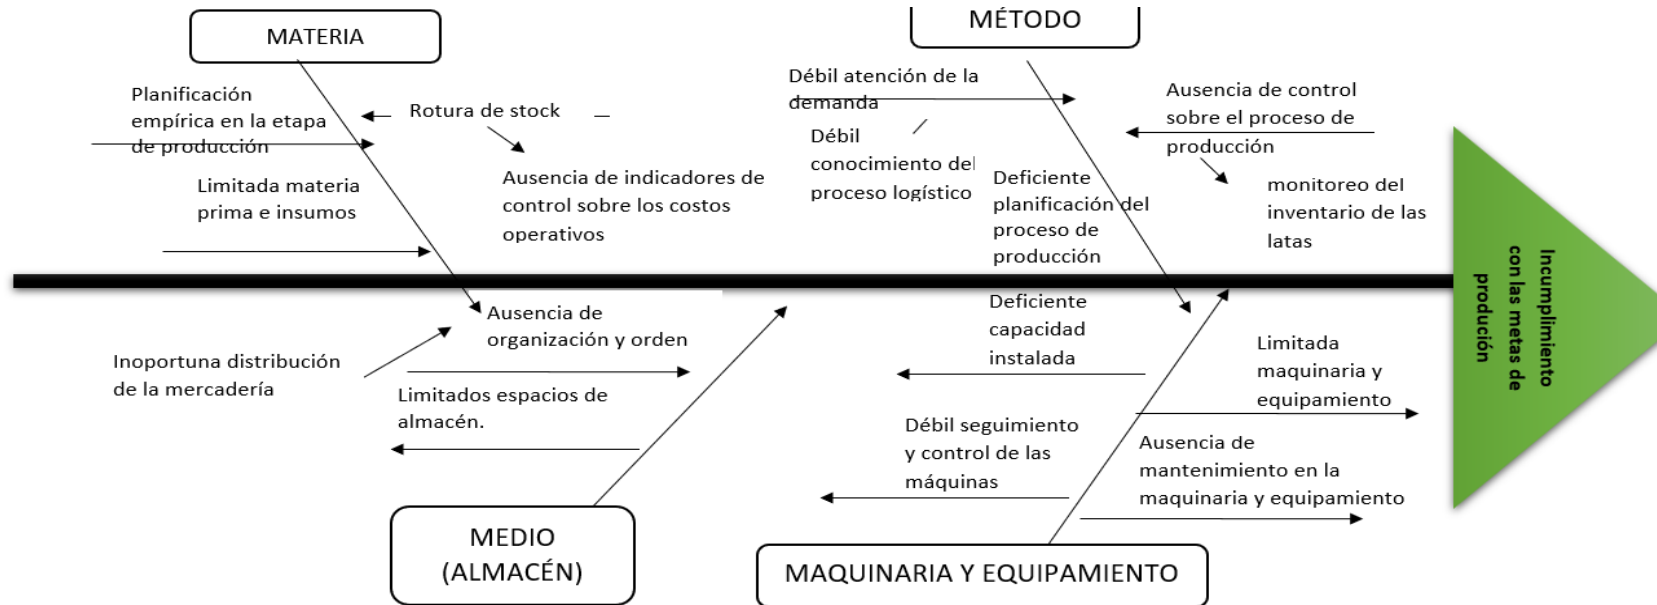 MATERIA
MÉTODO
Planificación
empírica en la etapa
de producción
Rotura de stock
Limitada materia
prima e insumos
Ausencia de indicadores de
control sobre los costos
operativos
Débil atención de la
demanda
Débil
conocimiento del
proceso logístico
Deficiente
planificación del
proceso de
producción
Ausencia de control
sobre el proceso de
producción
monitoreo del
inventario de las
latas
Incumplimiento
con las metas de
produción
Inoportuna distribución
de la mercadería
Ausencia de
organización y orden
Limitados espacios de
almacén.
Deficiente
capacidad
instalada
Limitada
maquinaria y
equipamiento
Débil seguimiento
y control de las
máquinas
Ausencia de
mantenimiento en la
maquinaria y equipamiento
MEDIO
(ALMACÉN)
MAQUINARIA Y EQUIPAMIENTO